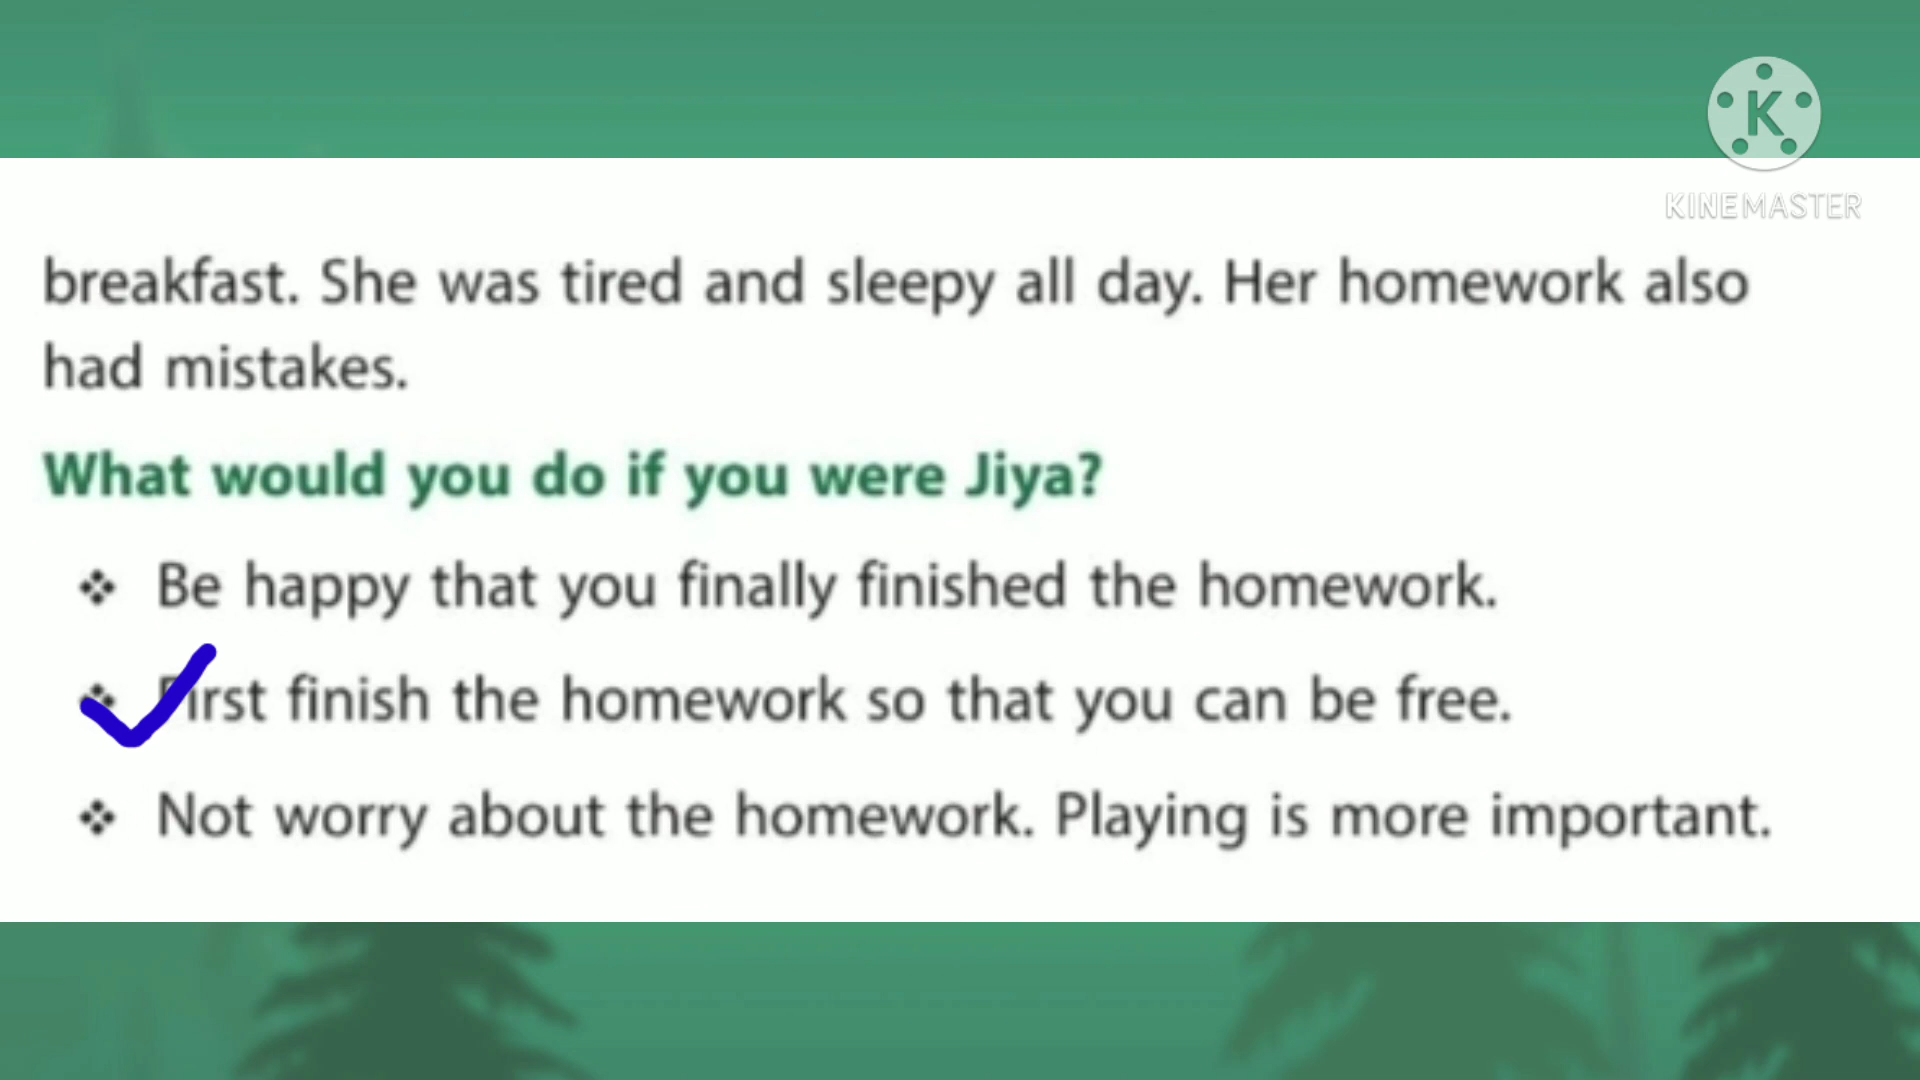 K
KINEMASTER
breakfast. She was tired and sleepy all day. Her homework also
had mistakes.
What would you do if you were Jiya?
❖ Be happy that you finally finished the homework.
❖ First finish the homework so that you can be free.
❖ Not worry about the homework. Playing is more important.